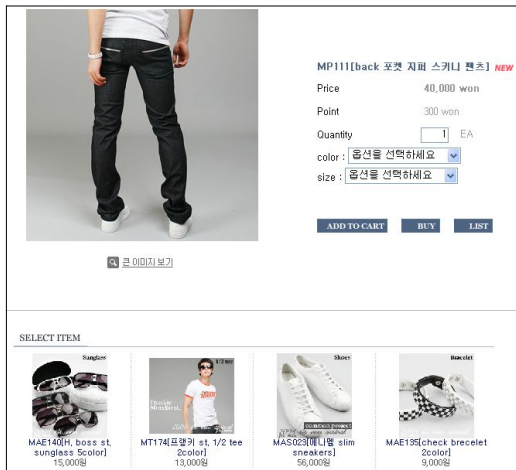 MP111[back 포켓 지퍼 스키니 팬츠] NEW
Price 40,000 won
Point 300 won
Quantity 1 EA
color : 옵션을 선택하세요
size : 옵션을 선택하세요
ADD TO CART BUY LIST
큰 이미지 보기
SELECT ITEM
Sunglass
1/2 tee
Shoes
Bracelet
MAE140[H, boss st, sunglass 5color]
15,000원
MT174[프랭키 st, 1/2 tee 2color]
13,000원
MAS023[에나멜 slim sneakers]
56,000원
MAE135[check brecelet 2color]
9,000원